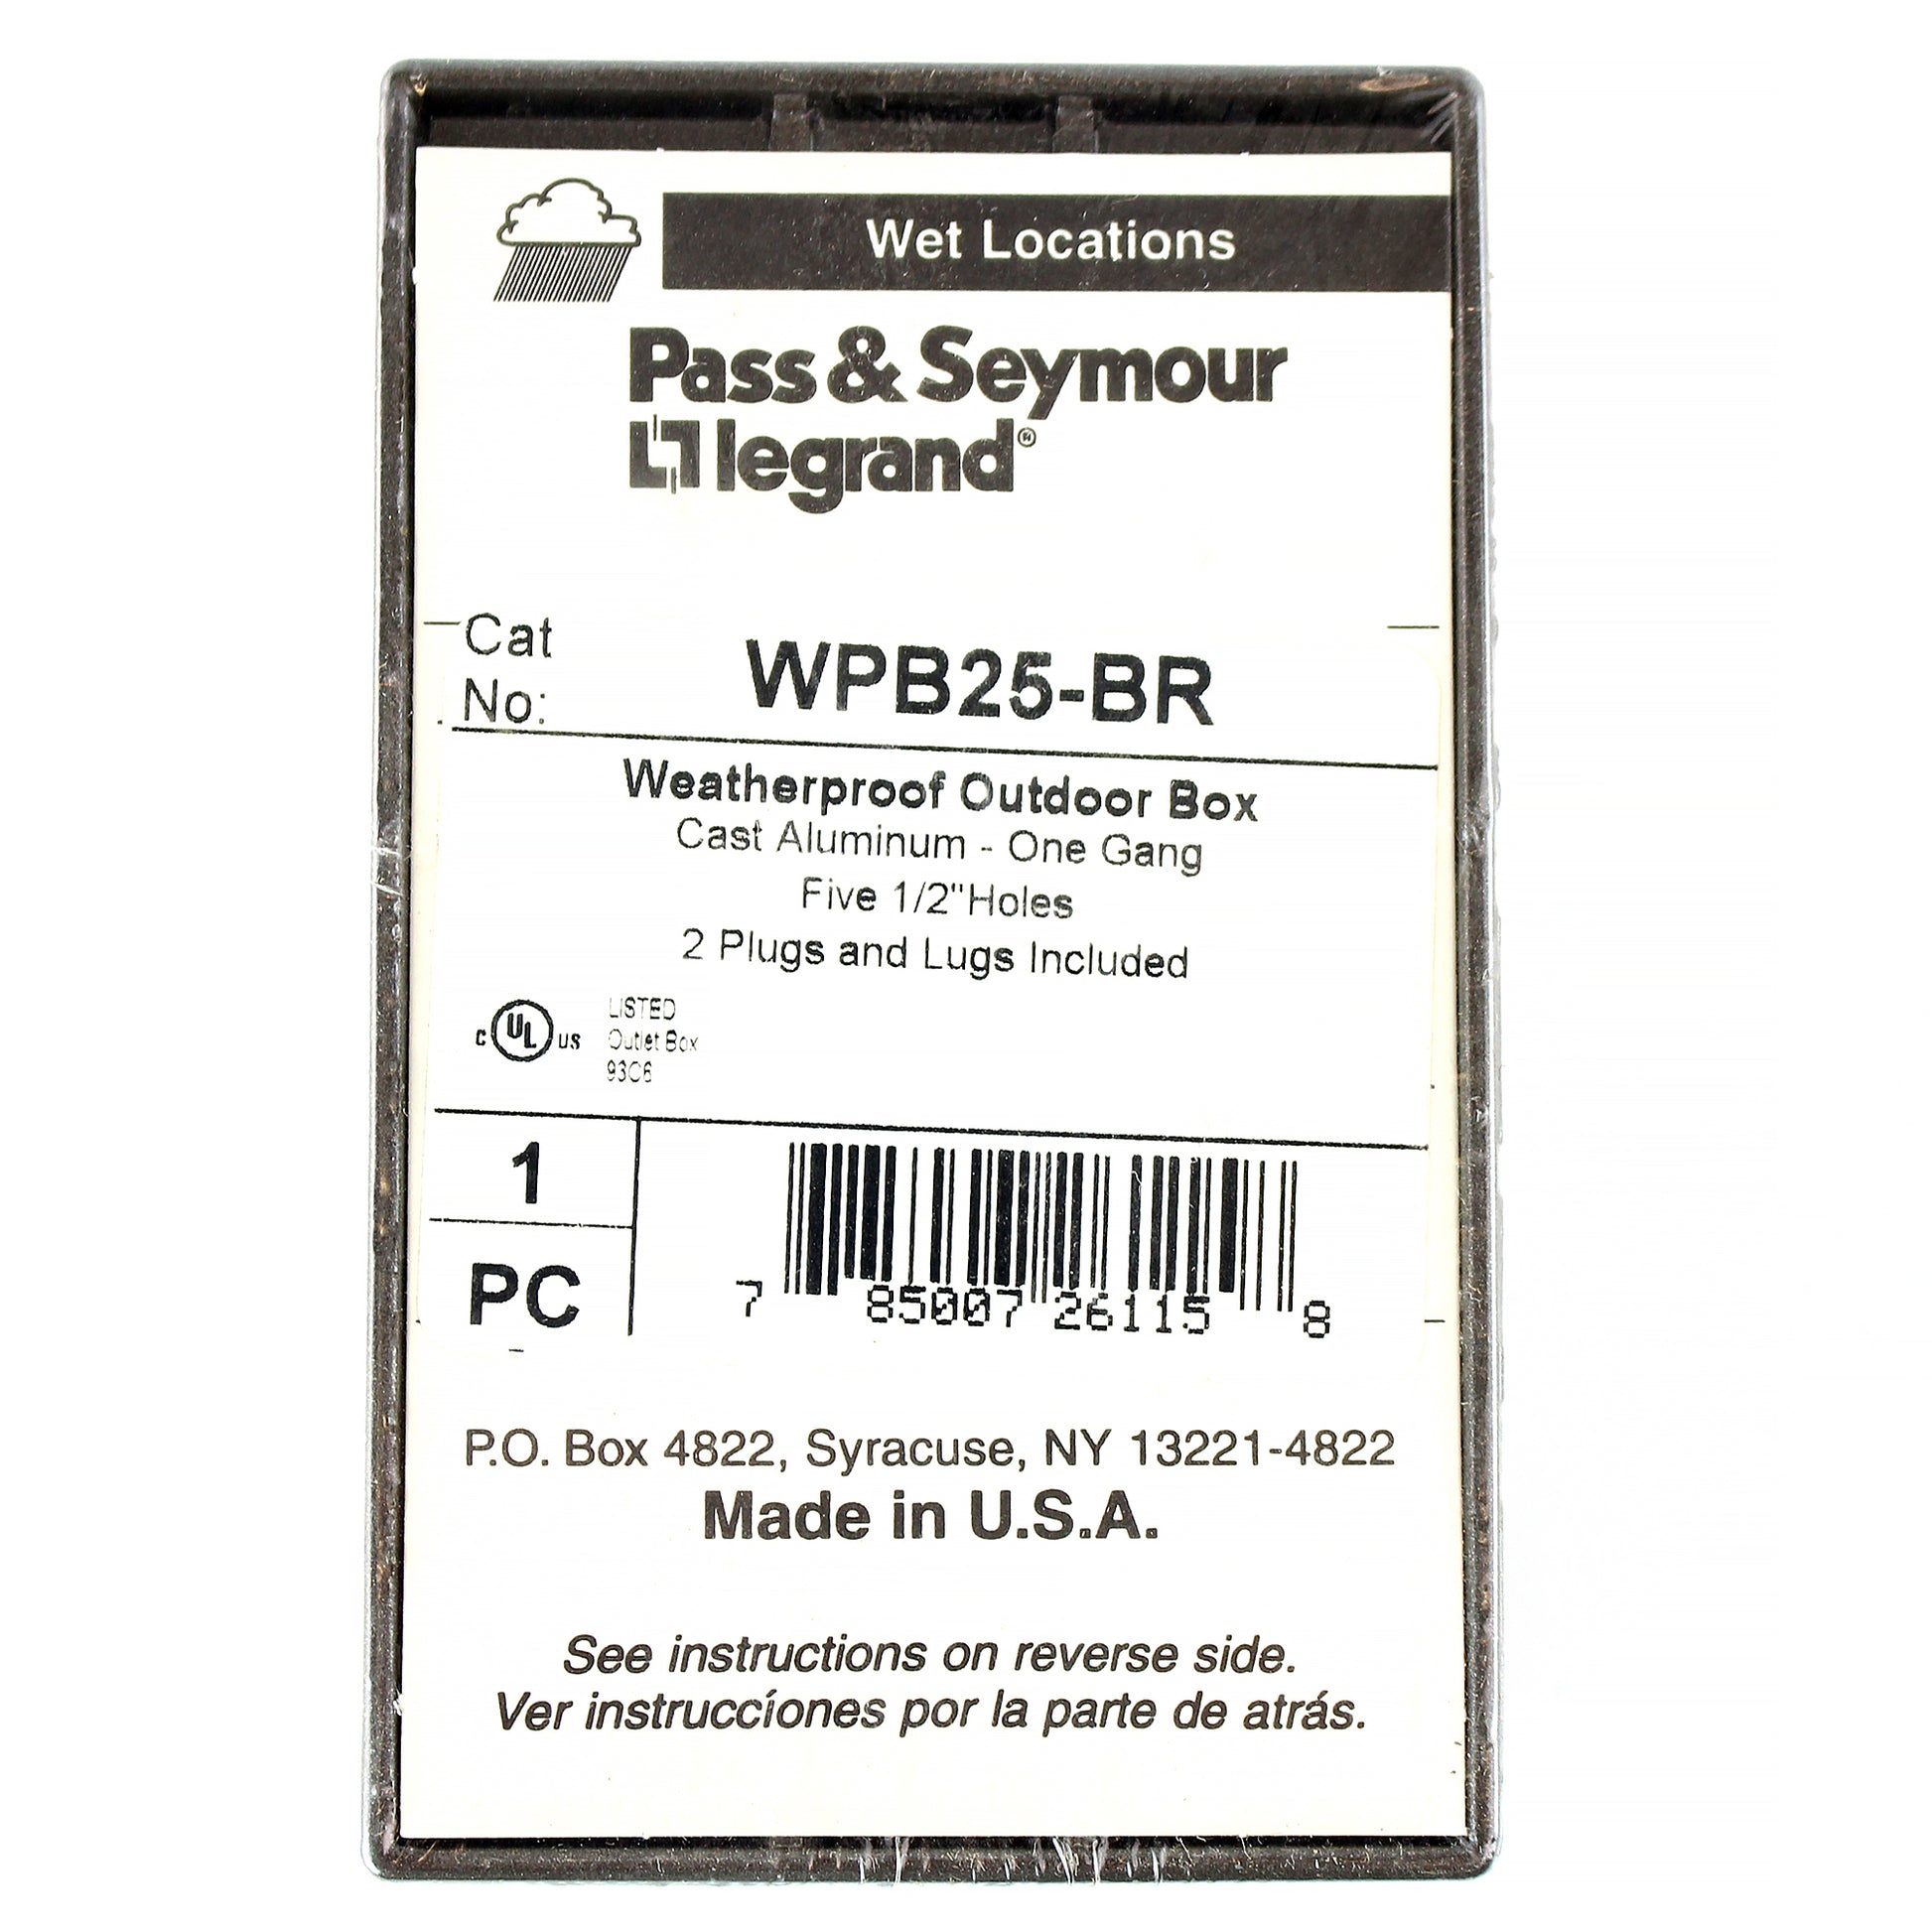 Wet Locations
Pass & Seymour
legrand®
Cat
No:
WPB25-BR
Weatherproof Outdoor Box
Cast Aluminum - One Gang
Five 1/2"Holes
2 Plugs and Lugs Included
C UL US
LISTED
Outlet Box
93C6
1
PC
7 85007 26115 8
P.O. Box 4822, Syracuse, NY 13221-4822
Made in U.S.A.
See instructions on reverse side.
Ver instruccíones por la parte de atrás.